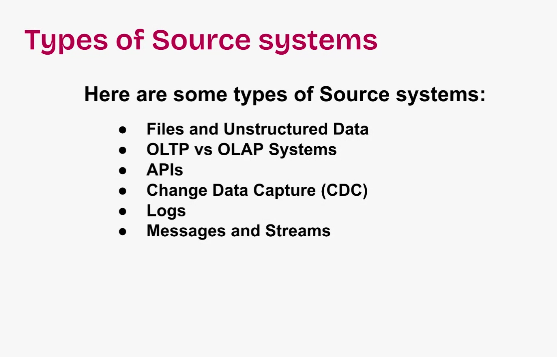 Types of Source systems
Here are some types of Source systems:
● Files and Unstructured Data
● OLTP vs OLAP Systems
● APIs
● Change Data Capture (CDC)
● Logs
● Messages and Streams